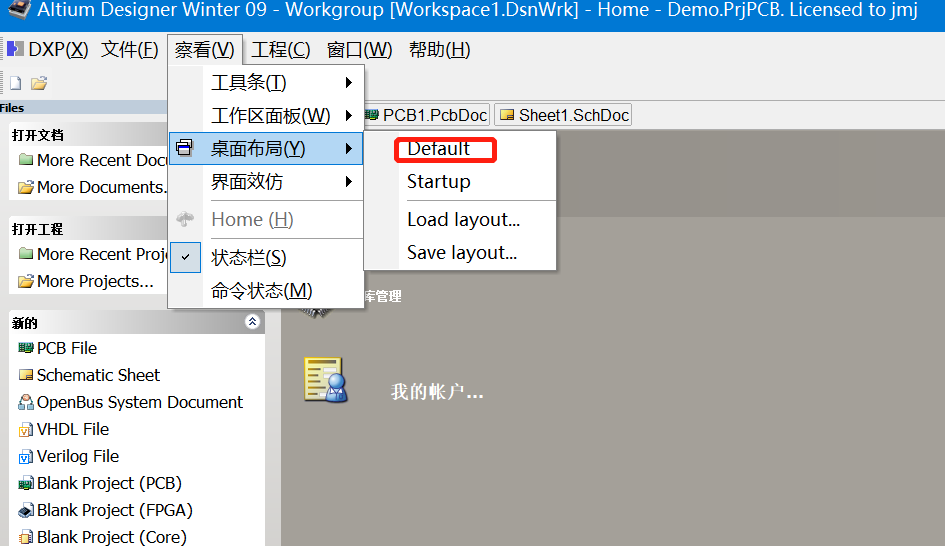 Altium Designer Winter 09 - Workgroup [Workspace1.DsnWrk] - Home - Demo.PrjPCB. Licensed to jmj
DXP(X) 文件(F) 察看(V) 工程(C) 窗口(W) 帮助(H)
工具条(T)
工作区面板(W)
桌面布局(Y)
界面效仿
Home (H)
状态栏(S)
命令状态(M)
Default
Startup
Load layout...
Save layout...
PCB1.PcbDoc
Sheet1.SchDoc
Files
打开文档
More Recent Docu
More Documents.
打开工程
More Recent Proj
More Projects...
新的
PCB File
Schematic Sheet
OpenBus System Document
VHDL File
Verilog File
Blank Project (PCB)
Blank Project (FPGA)
Blank Project (Core)
库管理
我的帐户...